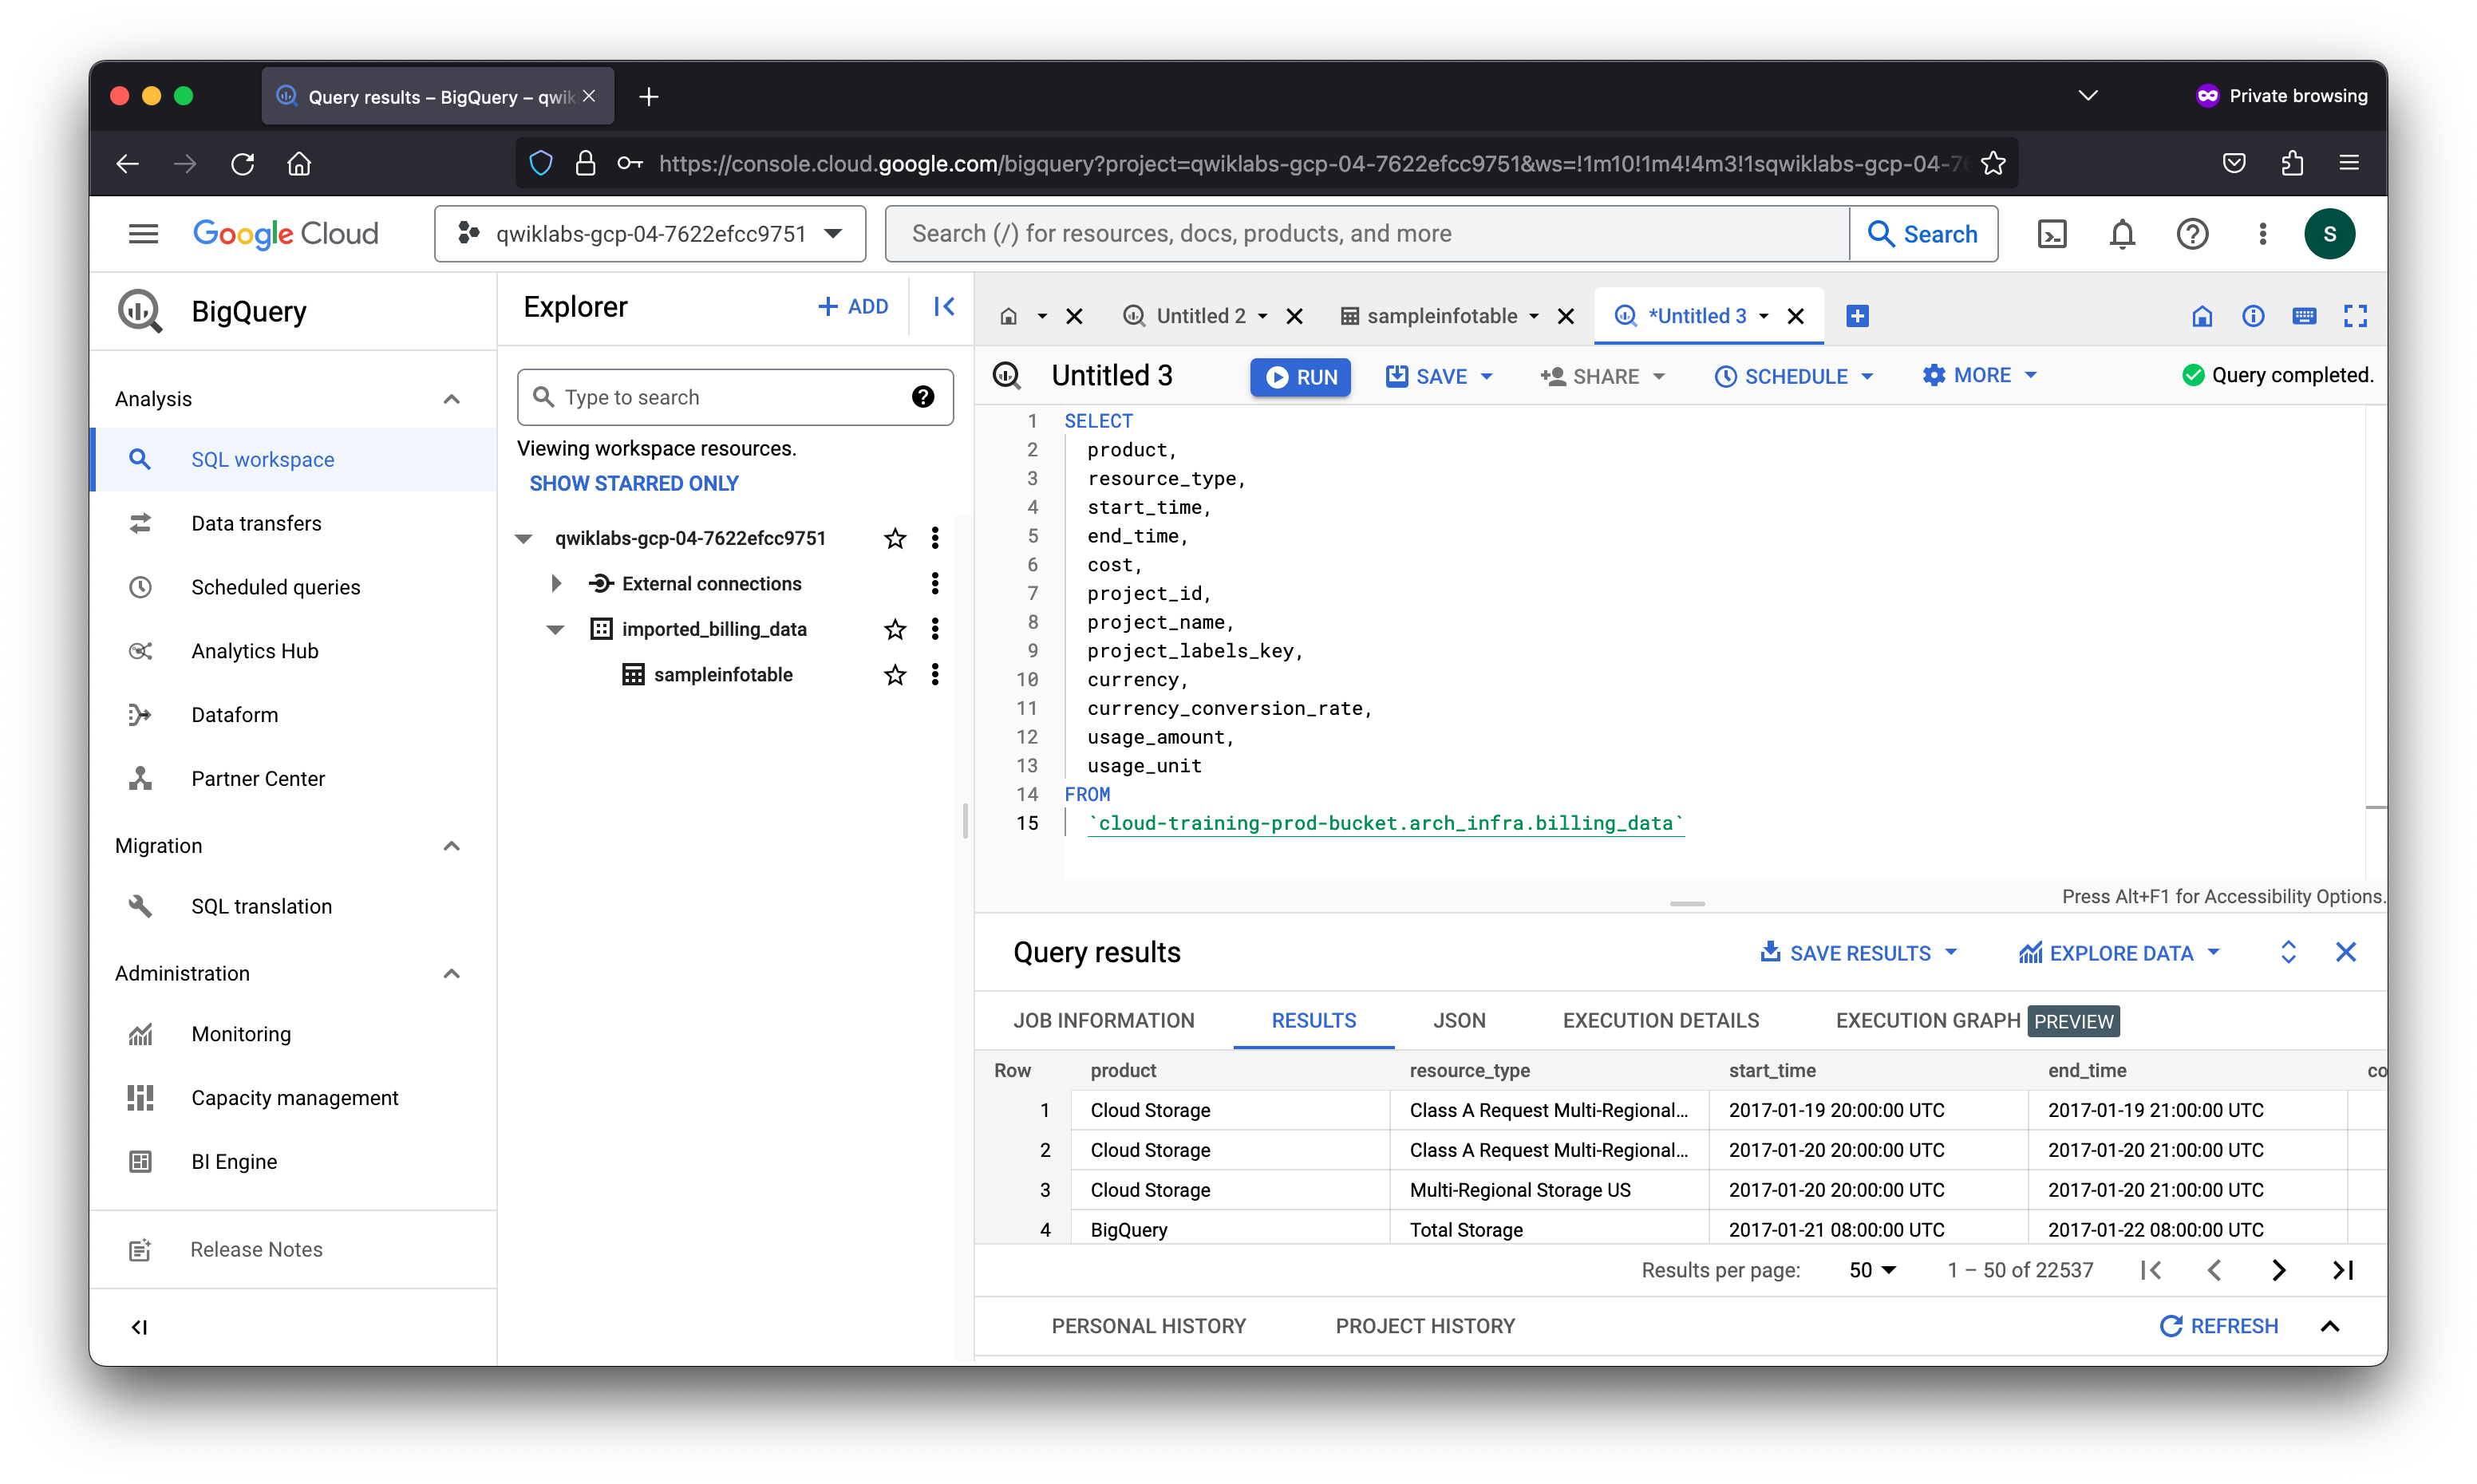 Query results – BigQuery – qwik
Private browsing
https://console.cloud.google.com/bigquery?project=qwiklabs-gcp-04-7622efcc9751&ws=!1m10!1m4!4m3!1sqwiklabs-gcp-04-7
Google Cloud
qwiklabs-gcp-04-7622efcc9751
Search (/) for resources, docs, products, and more
Search
S
BigQuery
Analysis
SQL workspace
Data transfers
Scheduled queries
Analytics Hub
Dataform
Partner Center
Migration
SQL translation
Administration
Monitoring
Capacity management
BI Engine
Release Notes
Explorer
ADD
Type to search
Viewing workspace resources.
SHOW STARRED ONLY
qwiklabs-gcp-04-7622efcc9751
External connections
imported_billing_data
sampleinfotable
Untitled 2
sampleinfotable
*Untitled 3
Untitled 3
RUN
SAVE
SHARE
SCHEDULE
MORE
Query completed.
1 SELECT
2 product,
3 resource_type,
4 start_time,
5 end_time,
6 cost,
7 project_id,
8 project_name,
9 project_labels_key,
10 currency,
11 currency_conversion_rate,
12 usage_amount,
13 usage_unit
14 FROM
15 `cloud-training-prod-bucket.arch_infra.billing_data`
Press Alt+F1 for Accessibility Options.
Query results
SAVE RESULTS
EXPLORE DATA
JOB INFORMATION
RESULTS
JSON
EXECUTION DETAILS
EXECUTION GRAPH PREVIEW
Row product resource_type start_time end_time co
1 Cloud Storage Class A Request Multi-Regional... 2017-01-19 20:00:00 UTC 2017-01-19 21:00:00 UTC
2 Cloud Storage Class A Request Multi-Regional... 2017-01-20 20:00:00 UTC 2017-01-20 21:00:00 UTC
3 Cloud Storage Multi-Regional Storage US 2017-01-20 20:00:00 UTC 2017-01-20 21:00:00 UTC
4 BigQuery Total Storage 2017-01-21 08:00:00 UTC 2017-01-22 08:00:00 UTC
Results per page: 50 1 – 50 of 22537
PERSONAL HISTORY
PROJECT HISTORY
REFRESH